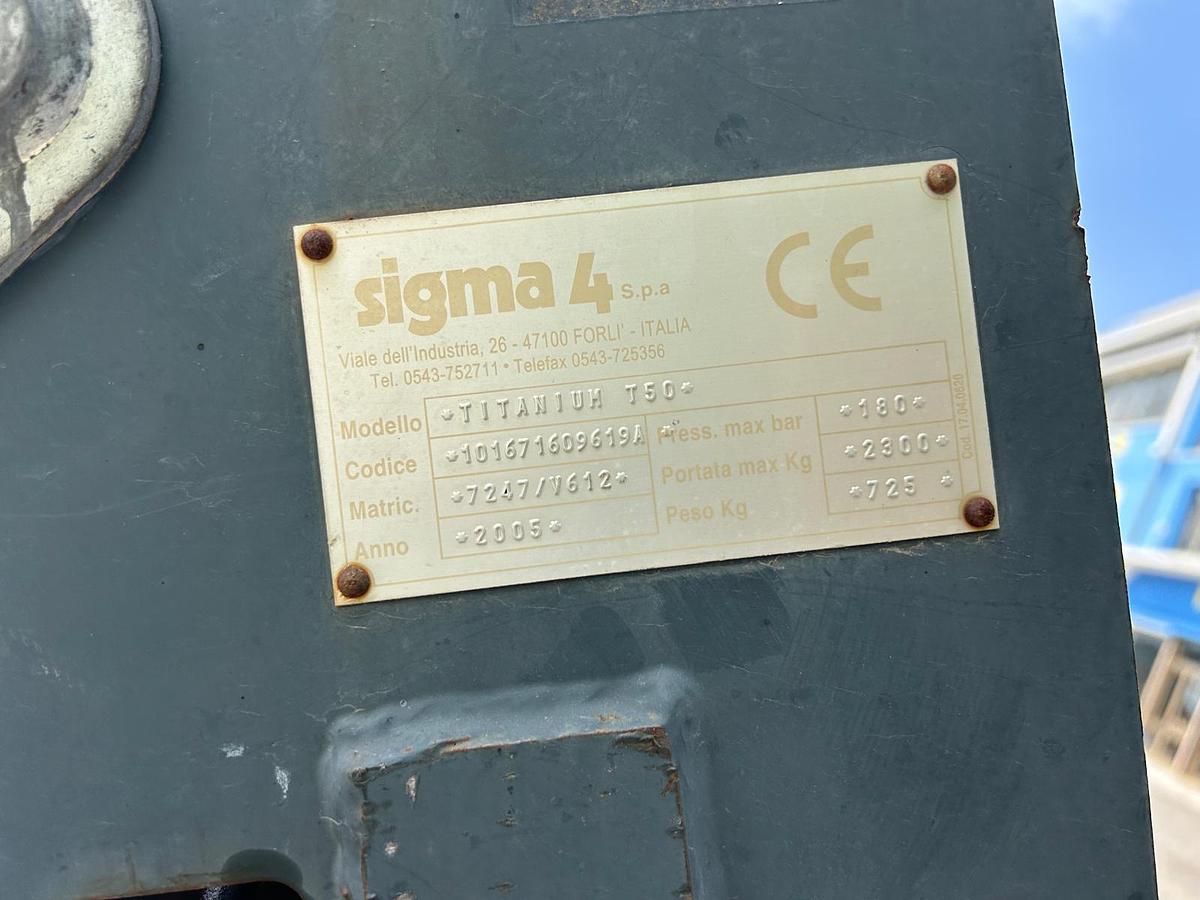 sigma 4 S.p.a
CE
Viale dell'Industria, 26 - 47100 FORLI' - ITALIA
Tel. 0543-752711 • Telefax 0543-725356
Modello *TITANIUM T50*
Codice *101671609619A * Press. max bar *180*
Matric. *7247/V612* Portata max Kg *2300*
Anno *2005* Peso Kg *725 *
Cod. 17.04.0620